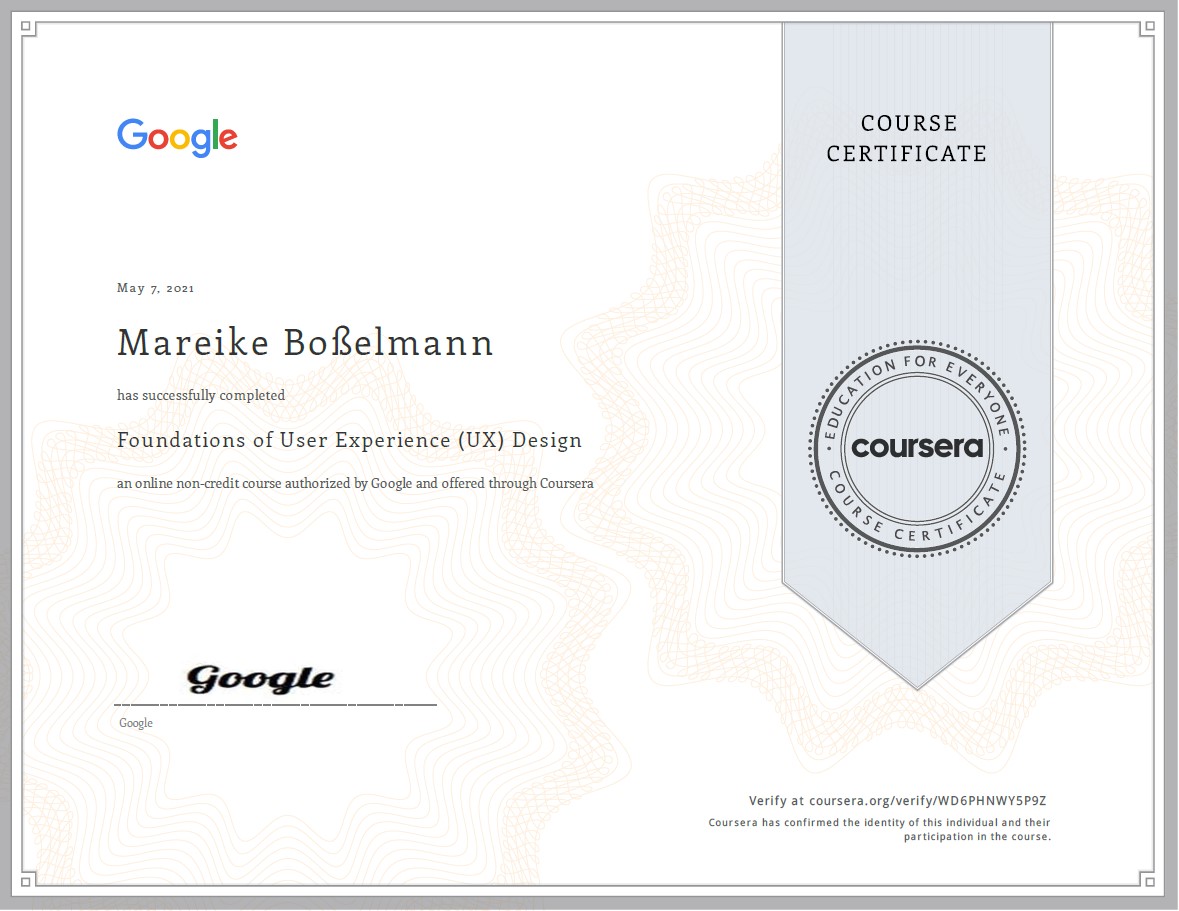 Google
COURSE
CERTIFICATE
May 7, 2021
Mareike Boßelmann
has successfully completed
Foundations of User Experience (UX) Design
an online non-credit course authorized by Google and offered through Coursera
EDUCATION FOR EVERYONE
coursera
COURSE CERTIFICATE
Google
Google
Verify at coursera.org/verify/WD6PHNWY5P9Z
Coursera has confirmed the identity of this individual and their
participation in the course.